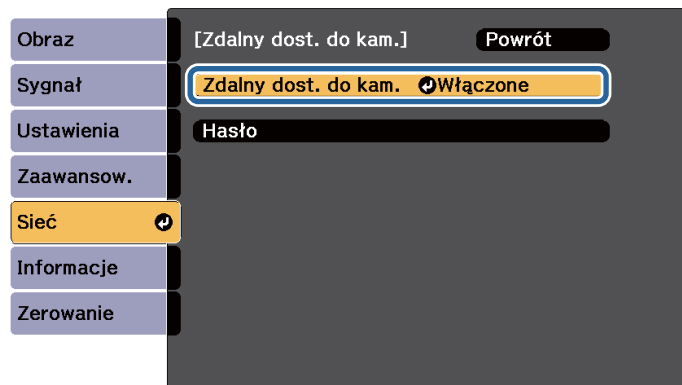 Obraz
Sygnał
Ustawienia
Zaawansow.
Sieć
Informacje
Zerowanie
[Zdalny dost. do kam.] Powrót
Zdalny dost. do kam. Włączone
Hasło